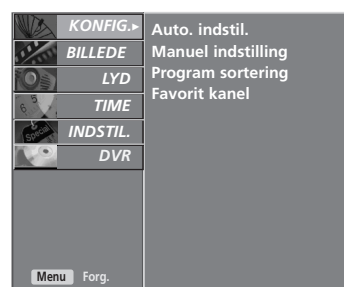 KONFIG.
BILLEDE
LYD
TIME
INDSTIL.
DVR
Auto. indstil.
Manuel indstilling
Program sortering
Favorit kanel
Menu Forg.